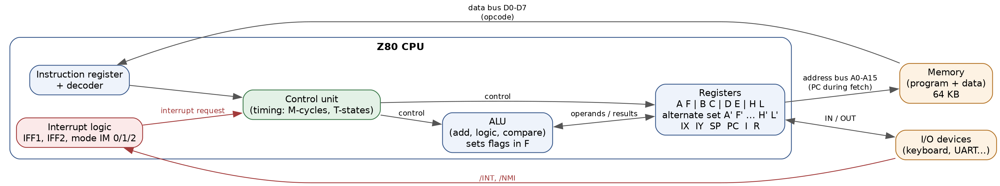 data bus D0-D7
(opcode)
Z80 CPU
Instruction register
+ decoder
Interrupt logic
IFF1, IFF2, mode IM 0/1/2
interrupt request
Control unit
(timing: M-cycles, T-states)
control
control
ALU
(add, logic, compare)
sets flags in F
operands / results
Registers
A F | B C | D E | H L
alternate set A' F' ... H' L'
IX IY SP PC I R
address bus A0-A15
(PC during fetch)
Memory
(program + data)
64 KB
IN / OUT
I/O devices
(keyboard, UART...)
/INT, /NMI